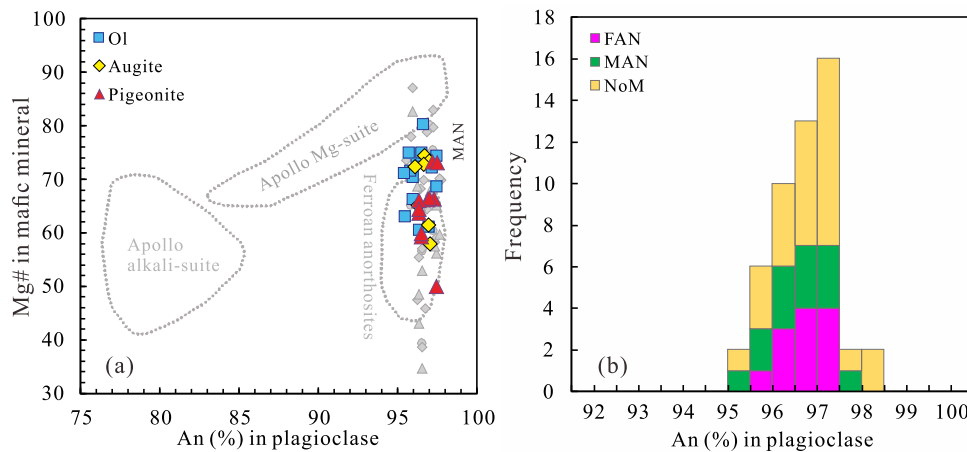 100
90
80
70
60
50
40
30
Mg# in mafic mineral
Ol
Augite
Pigeonite
Apollo Mg-suite
MAN
Ferroan anorthosites
Apollo
alkali-suite
(a)
75
80
85
90
95
100
An (%) in plagioclase
18
16
14
12
10
8
6
4
2
0
Frequency
FAN
MAN
NoM
(b)
92
93
94
95
96
97
98
99
100
An (%) in plagioclase